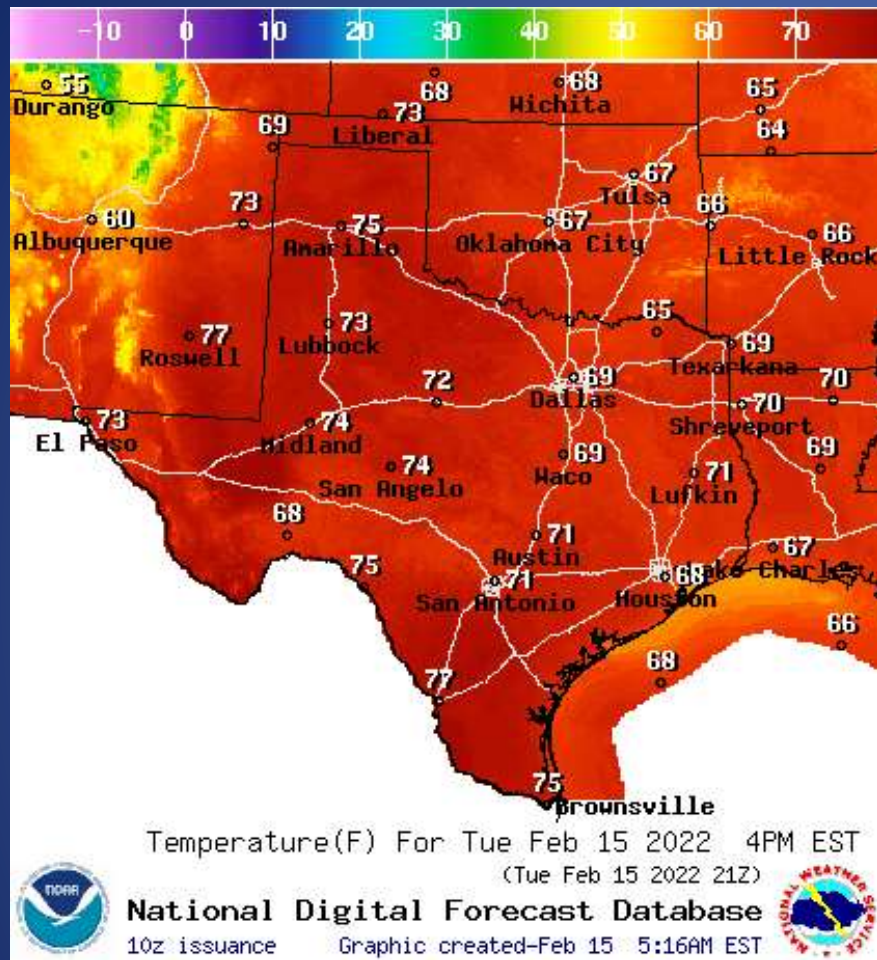 -10 0 10 20 30 40 50 60 70
55
Durango
68
68
Wichita
65
73
Liberal
69
64
67
Tulsa
60
Albuquerque
73
75
Amarillo
67
Oklahoma City
66
66
Little Rock
77
Roswell
73
Lubbock
65
69
Texarkana
72
69
Dallas
70
Shreveport
70
73
El Paso
74
Midland
74
San Angelo
69
Waco
71
Lufkin
69
68
71
Austin
67
Lake Charles
75
71
San Antonio
68
Houston
66
68
77
75
Brownsville
Temperature(F) For Tue Feb 15 2022 4PM EST
(Tue Feb 15 2022 21Z)
National Digital Forecast Database
10z issuance Graphic created-Feb 15 5:16AM EST
NOAA
NATIONAL WEATHER SERVICE